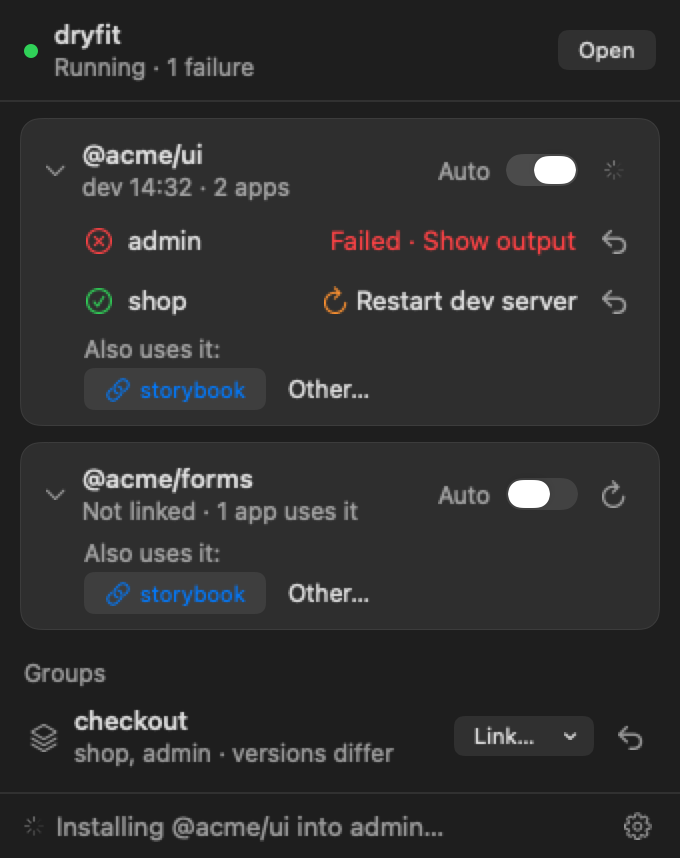 dryfit
Running · 1 failure
Open
@acme/ui
dev 14:32 · 2 apps
Auto
admin
Failed · Show output
shop
Restart dev server
Also uses it:
storybook
Other...
@acme/forms
Not linked · 1 app uses it
Auto
Also uses it:
storybook
Other...
Groups
checkout
shop, admin · versions differ
Link...
Installing @acme/ui into admin...